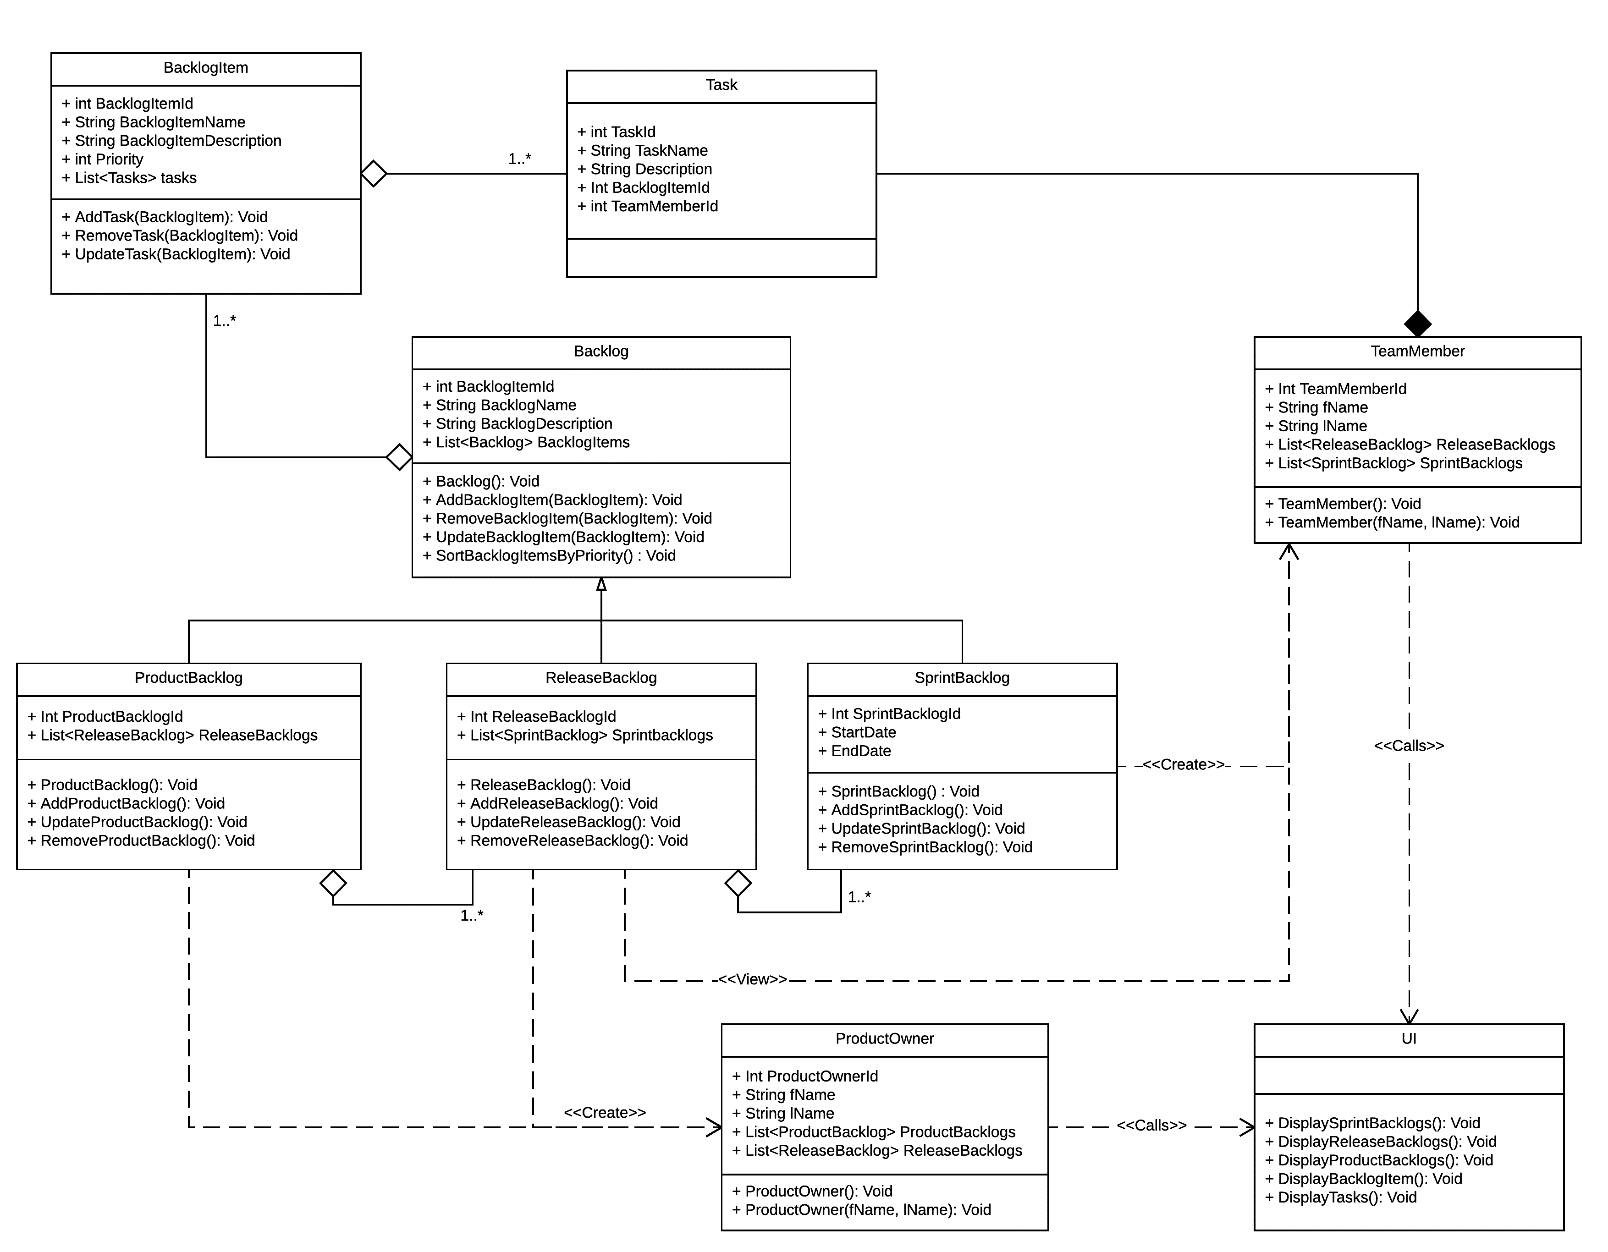 BacklogItem
+ int BacklogItemId
+ String BacklogItemName
+ String BacklogItemDescription
+ int Priority
+ List<Tasks> tasks
+ AddTask(BacklogItem): Void
+ RemoveTask(BacklogItem): Void
+ UpdateTask(BacklogItem): Void
1..*
Task
+ int TaskId
+ String TaskName
+ String Description
+ Int BacklogItemId
+ int TeamMemberId
1..*
Backlog
+ int BacklogItemId
+ String BacklogName
+ String BacklogDescription
+ List<Backlog> BacklogItems
+ Backlog(): Void
+ AddBacklogItem(BacklogItem): Void
+ RemoveBacklogItem(BacklogItem): Void
+ UpdateBacklogItem(BacklogItem): Void
+ SortBacklogItemsByPriority() : Void
TeamMember
+ Int TeamMemberId
+ String fName
+ String lName
+ List<ReleaseBacklog> ReleaseBacklogs
+ List<SprintBacklog> SprintBacklogs
+ TeamMember(): Void
+ TeamMember(fName, lName): Void
ProductBacklog
+ Int ProductBacklogId
+ List<ReleaseBacklog> ReleaseBacklogs
+ ProductBacklog(): Void
+ AddProductBacklog(): Void
+ UpdateProductBacklog(): Void
+ RemoveProductBacklog(): Void
ReleaseBacklog
+ Int ReleaseBacklogId
+ List<SprintBacklog> Sprintbacklogs
+ ReleaseBacklog(): Void
+ AddReleaseBacklog(): Void
+ UpdateReleaseBacklog(): Void
+ RemoveReleaseBacklog(): Void
SprintBacklog
+ Int SprintBacklogId
+ StartDate
+ EndDate
+ SprintBacklog() : Void
+ AddSprintBacklog(): Void
+ UpdateSprintBacklog(): Void
+ RemoveSprintBacklog(): Void
<<Create>>
<<Calls>>
1..*
1..*
<<View>>
<<Create>>
ProductOwner
+ Int ProductOwnerId
+ String fName
+ String lName
+ List<ProductBacklog> ProductBacklogs
+ List<ReleaseBacklog> ReleaseBacklogs
+ ProductOwner(): Void
+ ProductOwner(fName, lName): Void
<<Calls>>
UI
+ DisplaySprintBacklogs(): Void
+ DisplayReleaseBacklogs(): Void
+ DisplayProductBacklogs(): Void
+ DisplayBacklogItem(): Void
+ DisplayTasks(): Void